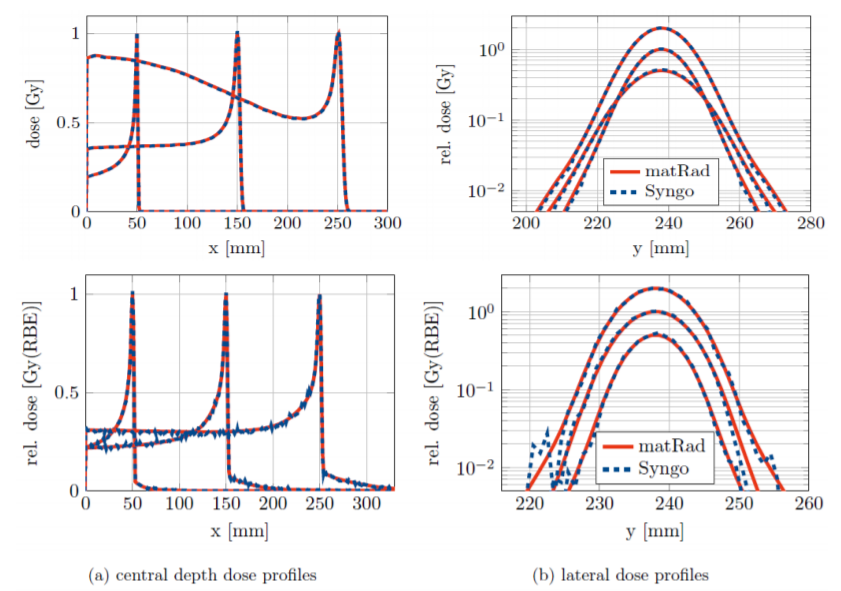 dose [Gy]
1
0.5
0
0 50 100 150 200 250 300
x [mm]
rel. dose [Gy]
10^0
10^−1
10^−2
matRad
Syngo
200 220 240 260 280
y [mm]
rel. dose [Gy(RBE)]
1
0.5
0
0 50 100 150 200 250 300
x [mm]
rel. dose [Gy(RBE)]
10^0
10^−1
10^−2
matRad
Syngo
220 230 240 250 260
y [mm]
(a) central depth dose profiles
(b) lateral dose profiles